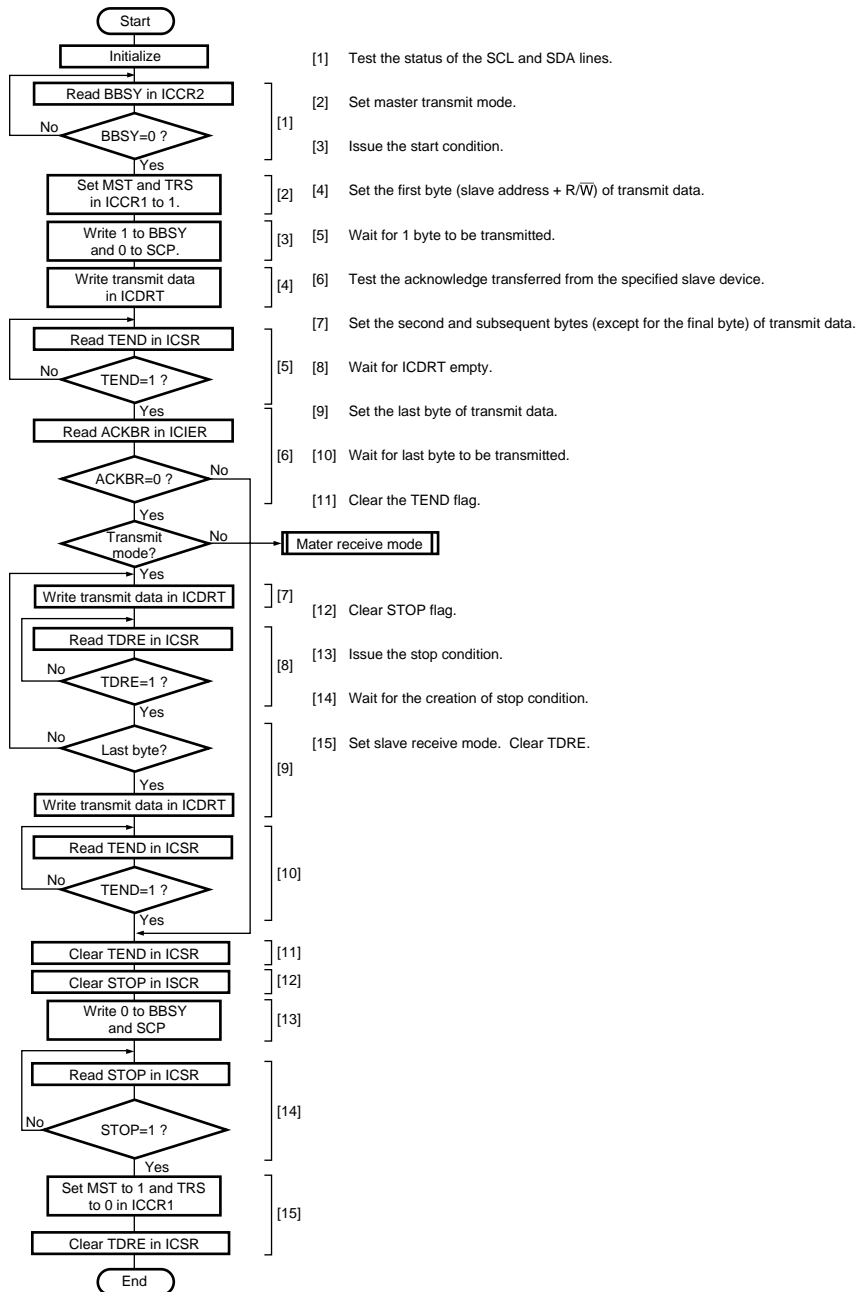 Start
Initialize
Read BBSY in ICCR2
No
BBSY=0 ?
[1]
Yes
Set MST and TRS
in ICCR1 to 1.
[2]
Write 1 to BBSY
and 0 to SCP.
[3]
Write transmit data
in ICDRT
[4]
Read TEND in ICSR
No
TEND=1 ?
[5]
Yes
Read ACKBR in ICIER
[6]
ACKBR=0 ?
No
Yes
Transmit
mode?
No
Mater receive mode
Yes
Write transmit data in ICDRT
[7]
Read TDRE in ICSR
[8]
No
TDRE=1 ?
Yes
No
Last byte?
[9]
Yes
Write transmit data in ICDRT
Read TEND in ICSR
[10]
No
TEND=1 ?
Yes
Clear TEND in ICSR
[11]
Clear STOP in ISCR
[12]
Write 0 to BBSY
and SCP
[13]
Read STOP in ICSR
[14]
No
STOP=1 ?
Yes
Set MST to 1 and TRS
to 0 in ICCR1
[15]
Clear TDRE in ICSR
End
[1] Test the status of the SCL and SDA lines.
[2] Set master transmit mode.
[3] Issue the start condition.
[4] Set the first byte (slave address + R/W̅) of transmit data.
[5] Wait for 1 byte to be transmitted.
[6] Test the acknowledge transferred from the specified slave device.
[7] Set the second and subsequent bytes (except for the final byte) of transmit data.
[8] Wait for ICDRT empty.
[9] Set the last byte of transmit data.
[10] Wait for last byte to be transmitted.
[11] Clear the TEND flag.
[12] Clear STOP flag.
[13] Issue the stop condition.
[14] Wait for the creation of stop condition.
[15] Set slave receive mode. Clear TDRE.